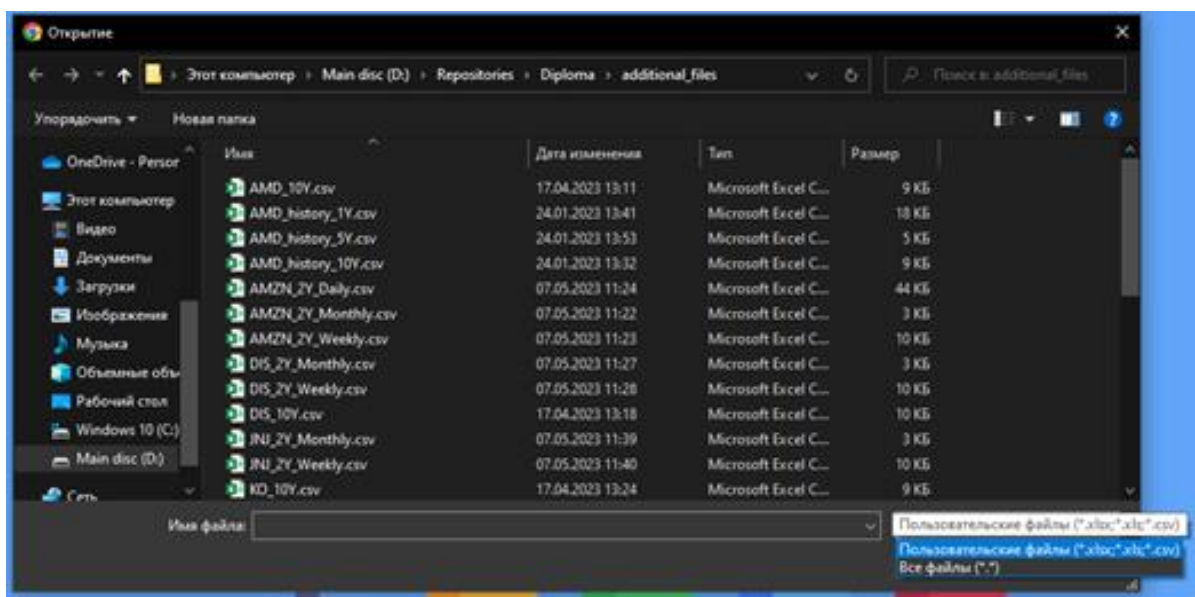 Открытие
Этот компьютер › Main disc (D:) › Repositories › Diploma › additional_files
Поиск в: additional_files
Упорядочить
Новая папка
Имя Дата изменения Тип Размер
OneDrive - Person
Этот компьютер
Видео
Документы
Загрузки
Изображения
Музыка
Объемные объ
Рабочий стол
Windows 10 (C:)
Main disc (D:)
Сеть
AMD_10Y.csv 17.04.2023 13:11 Microsoft Excel C... 9 КБ
AMD_history_1Y.csv 24.01.2023 13:41 Microsoft Excel C... 18 КБ
AMD_history_5Y.csv 24.01.2023 13:53 Microsoft Excel C... 5 КБ
AMD_history_10Y.csv 24.01.2023 13:32 Microsoft Excel C... 9 КБ
AMZN_2Y_Daily.csv 07.05.2023 11:24 Microsoft Excel C... 44 КБ
AMZN_2Y_Monthly.csv 07.05.2023 11:22 Microsoft Excel C... 3 КБ
AMZN_2Y_Weekly.csv 07.05.2023 11:23 Microsoft Excel C... 10 КБ
DIS_2Y_Monthly.csv 07.05.2023 11:27 Microsoft Excel C... 3 КБ
DIS_2Y_Weekly.csv 07.05.2023 11:28 Microsoft Excel C... 10 КБ
DIS_10Y.csv 17.04.2023 13:18 Microsoft Excel C... 10 КБ
JNJ_2Y_Monthly.csv 07.05.2023 11:39 Microsoft Excel C... 3 КБ
JNJ_2Y_Weekly.csv 07.05.2023 11:40 Microsoft Excel C... 10 КБ
KO_10Y.csv 17.04.2023 13:24 Microsoft Excel C... 9 КБ
Имя файла:
Пользовательские файлы (*.xlsx;*.xls;*.csv)
Пользовательские файлы (*.xlsx;*.xls;*.csv)
Все файлы (*.*)